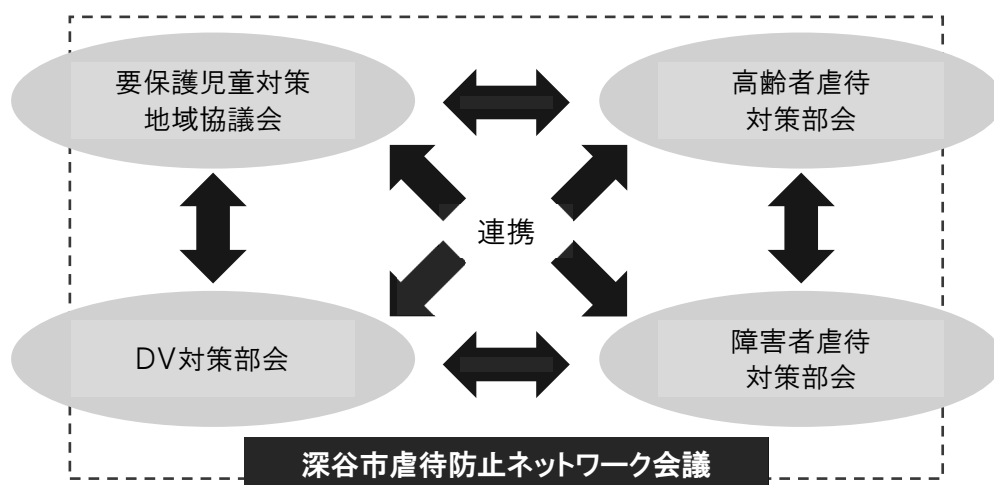 要保護児童対策
地域協議会
高齢者虐待
対策部会
連携
DV対策部会
障害者虐待
対策部会
深谷市虐待防止ネットワーク会議